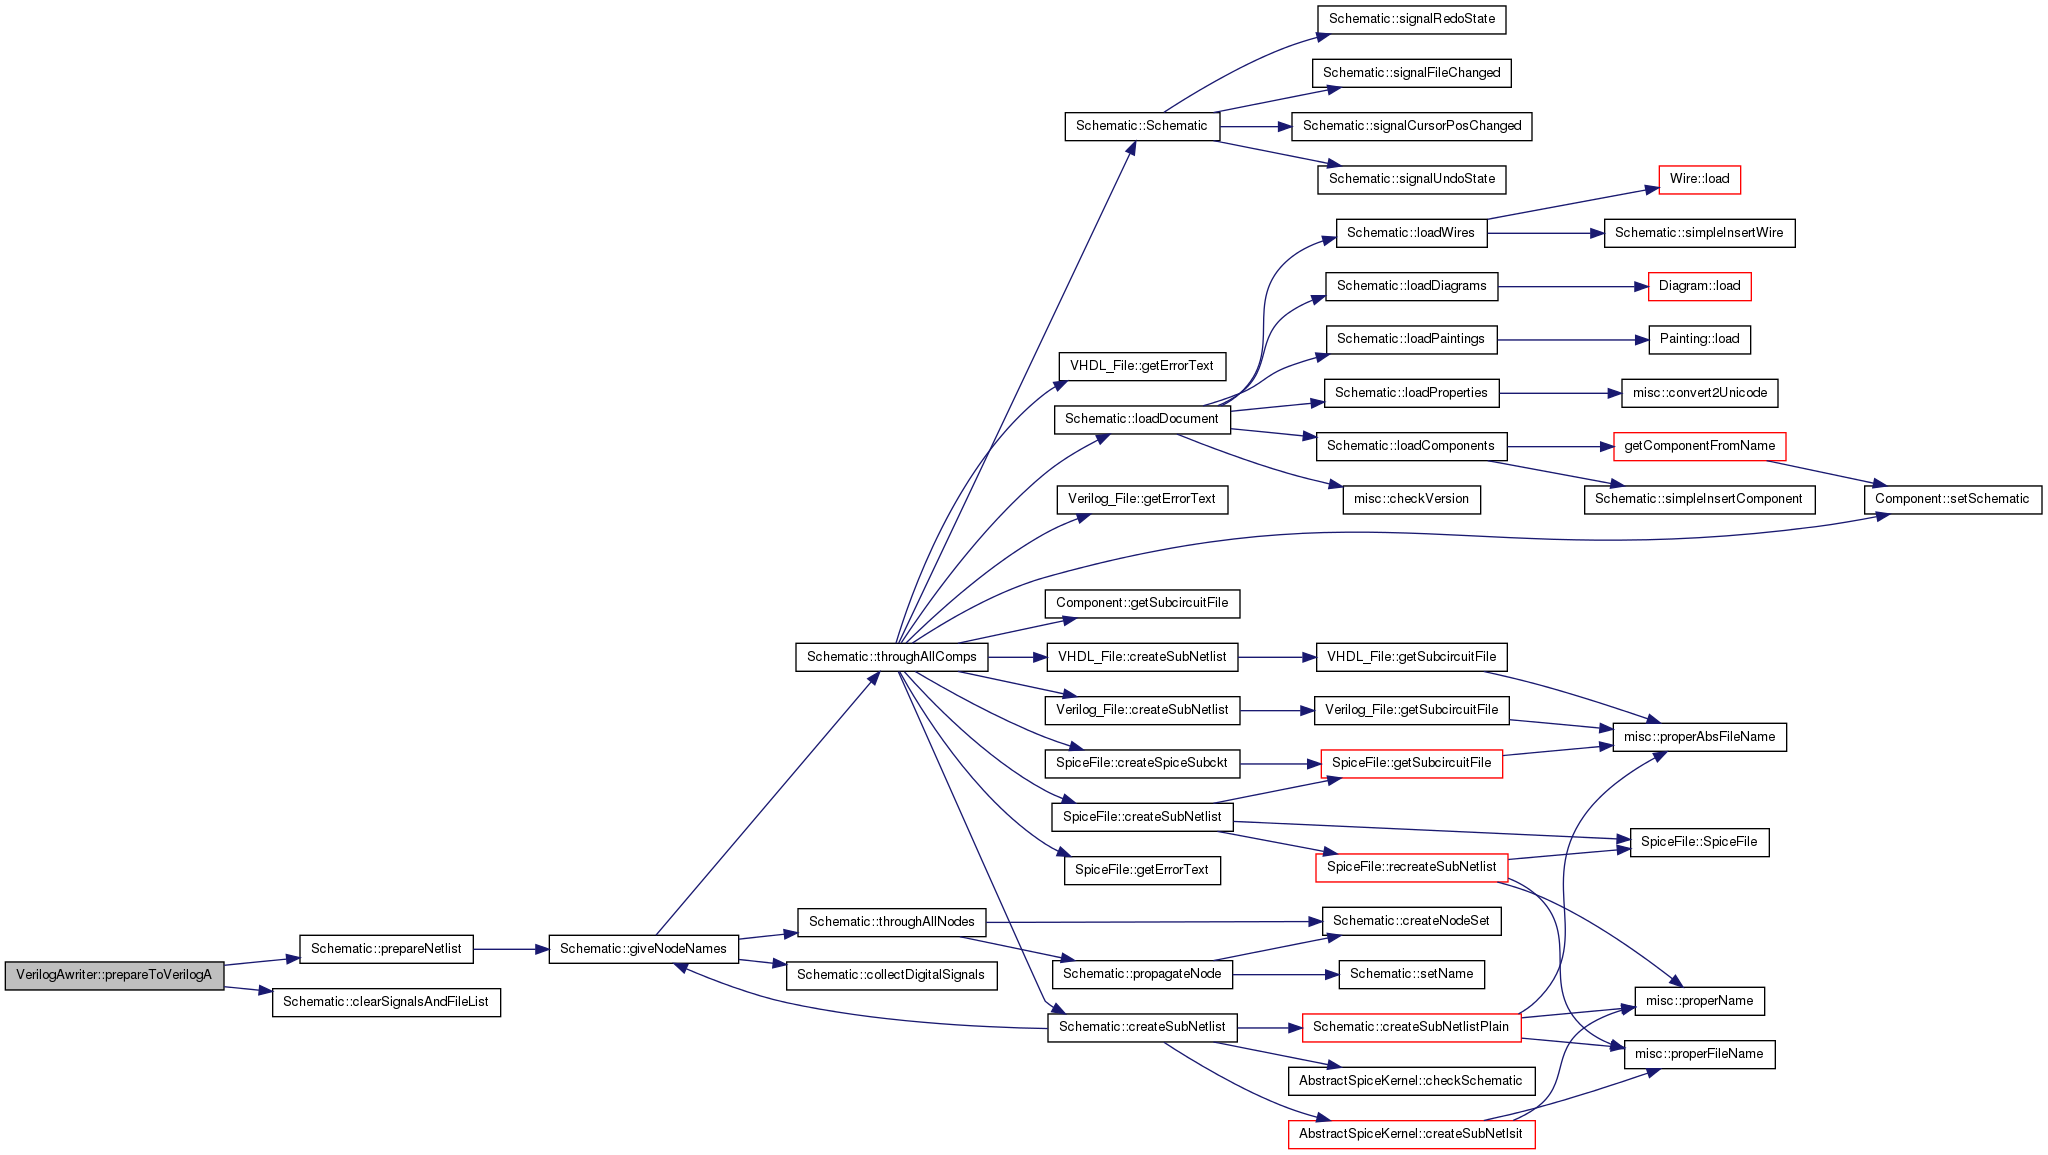 Schematic::signalRedoState
Schematic::signalFileChanged
Schematic::Schematic
Schematic::signalCursorPosChanged
Schematic::signalUndoState
Wire::load
Schematic::loadWires
Schematic::simpleInsertWire
Schematic::loadDiagrams
Diagram::load
Schematic::loadPaintings
Painting::load
VHDL_File::getErrorText
Schematic::loadProperties
misc::convert2Unicode
Schematic::loadDocument
Schematic::loadComponents
getComponentFromName
Verilog_File::getErrorText
misc::checkVersion
Schematic::simpleInsertComponent
Component::setSchematic
Component::getSubcircuitFile
Schematic::throughAllComps
VHDL_File::createSubNetlist
VHDL_File::getSubcircuitFile
Verilog_File::createSubNetlist
Verilog_File::getSubcircuitFile
misc::properAbsFileName
SpiceFile::createSpiceSubckt
SpiceFile::getSubcircuitFile
SpiceFile::createSubNetlist
SpiceFile::SpiceFile
SpiceFile::getErrorText
SpiceFile::recreateSubNetlist
Schematic::throughAllNodes
Schematic::createNodeSet
Schematic::prepareNetlist
Schematic::giveNodeNames
VerilogAwriter::prepareToVerilogA
Schematic::collectDigitalSignals
Schematic::propagateNode
Schematic::setName
Schematic::clearSignalsAndFileList
misc::properName
Schematic::createSubNetlist
Schematic::createSubNetlistPlain
misc::properFileName
AbstractSpiceKernel::checkSchematic
AbstractSpiceKernel::createSubNetlsit